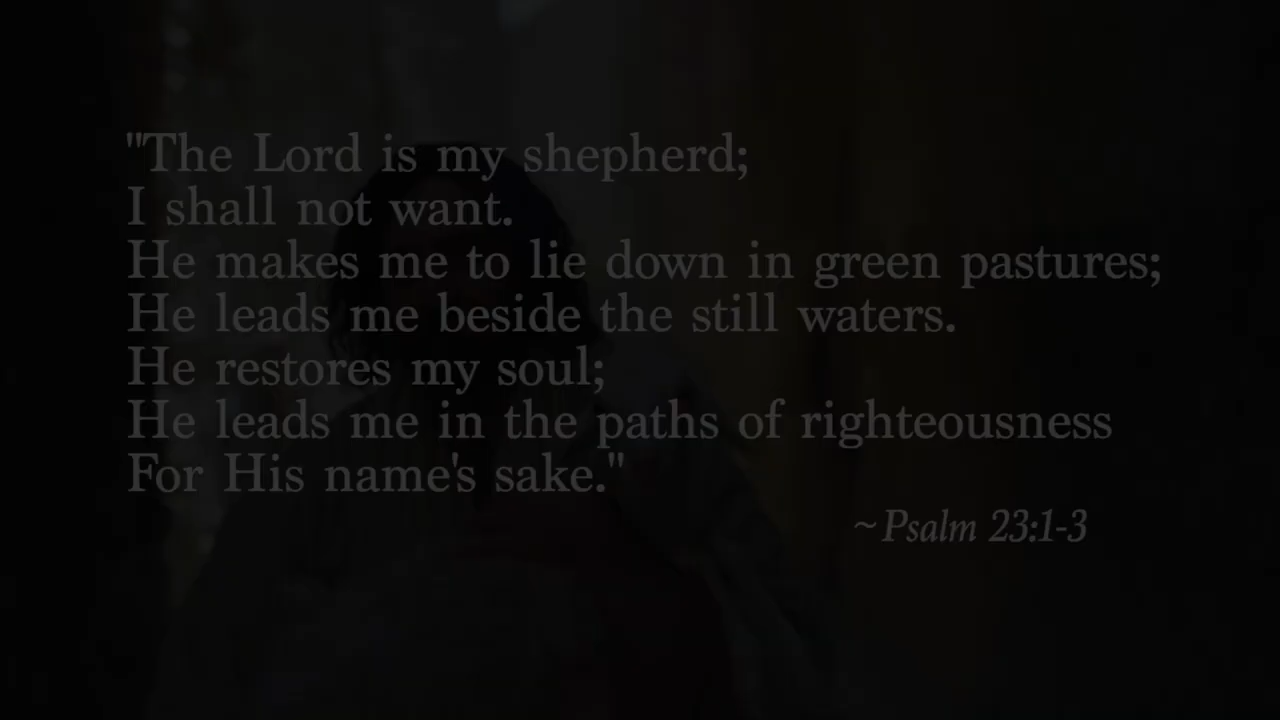 "The Lord is my shepherd;
I shall not want.
He makes me to lie down in green pastures;
He leads me beside the still waters.
He restores my soul;
He leads me in the paths of righteousness
For His name's sake."
~Psalm 23:1-3